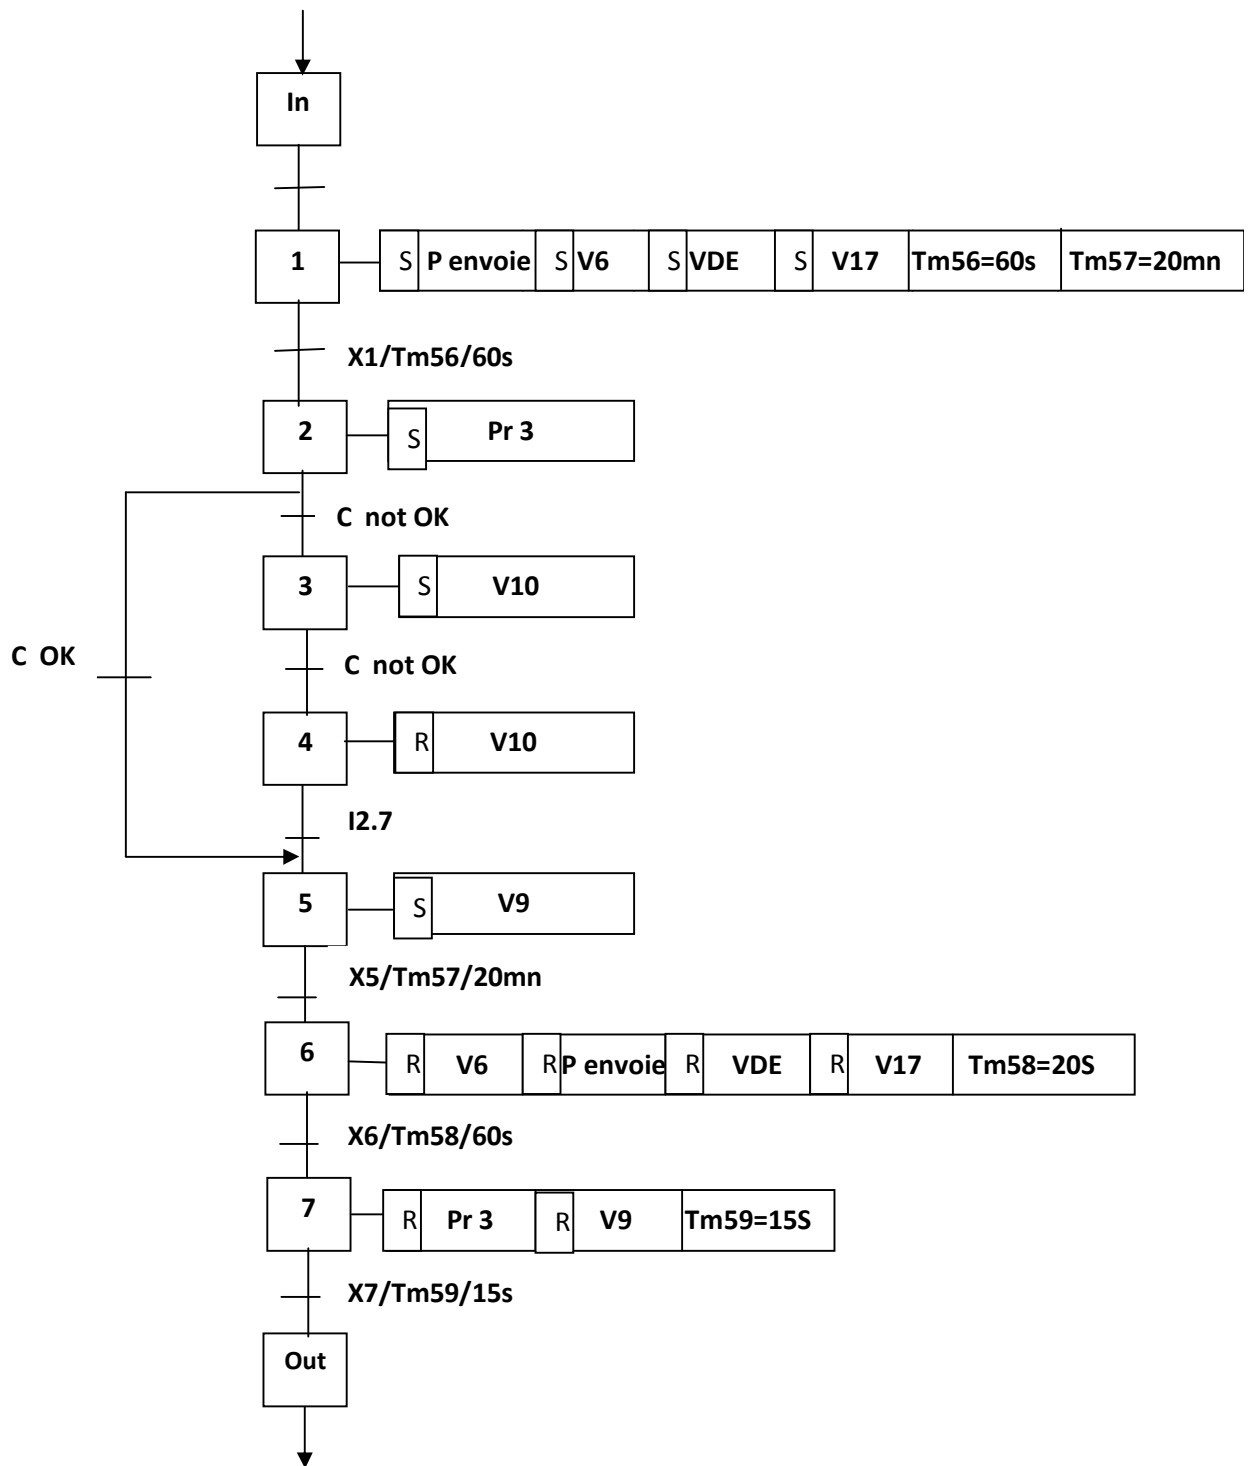 In
1 S P envoie S V6 S VDE S V17 Tm56=60s Tm57=20mn
X1/Tm56/60s
2 S Pr 3
C not OK
3 S V10
C OK
C not OK
4 R V10
I2.7
5 S V9
X5/Tm57/20mn
6 R V6 R P envoie R VDE R V17 Tm58=20S
X6/Tm58/60s
7 R Pr 3 R V9 Tm59=15S
X7/Tm59/15s
Out